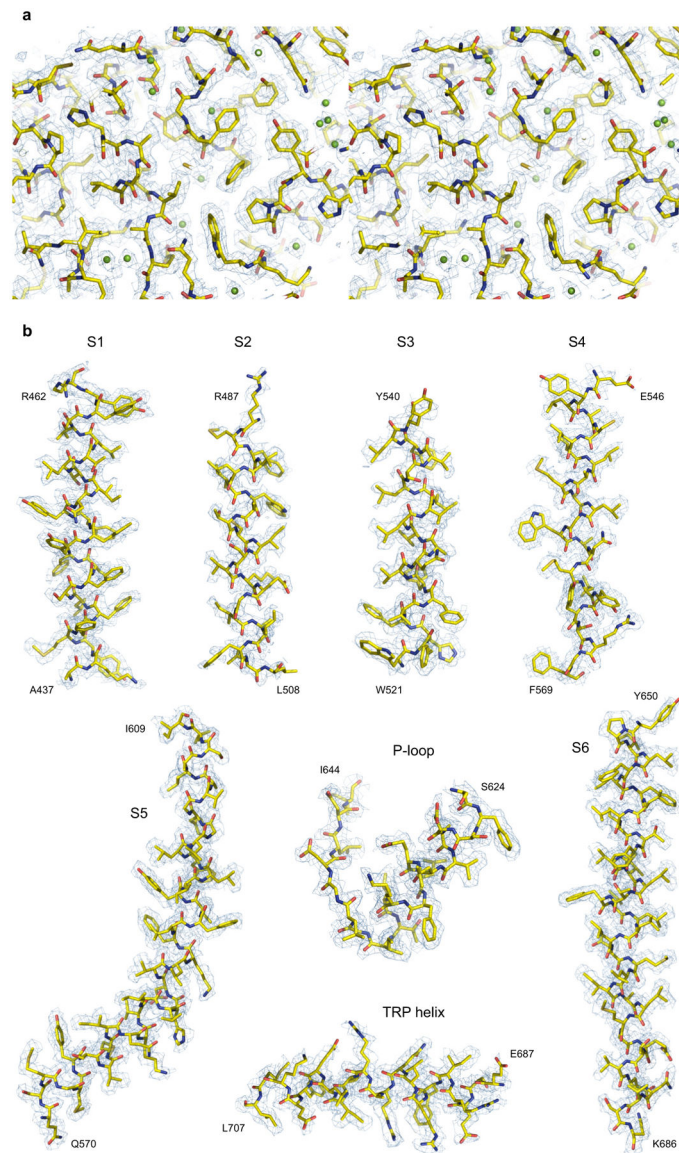 a
b
S1 S2 S3 S4
R462 R487 Y540 E546
A437 L508 W521 F569
I609 P-loop Y650
I644 S624 S6
S5
TRP helix
E687
L707
Q570 K686